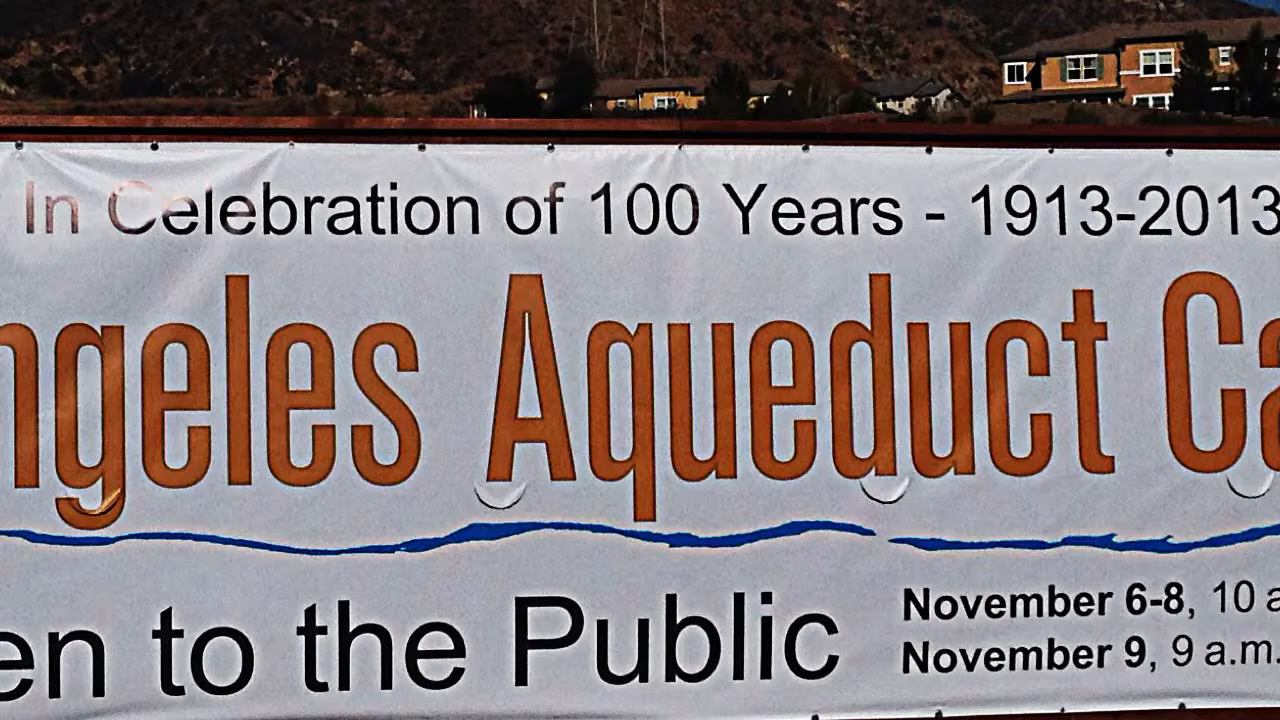 In Celebration of 100 Years - 1913-2013
ngeles Aqueduct Ca
en to the Public
November 6-8, 10 a
November 9, 9 a.m.